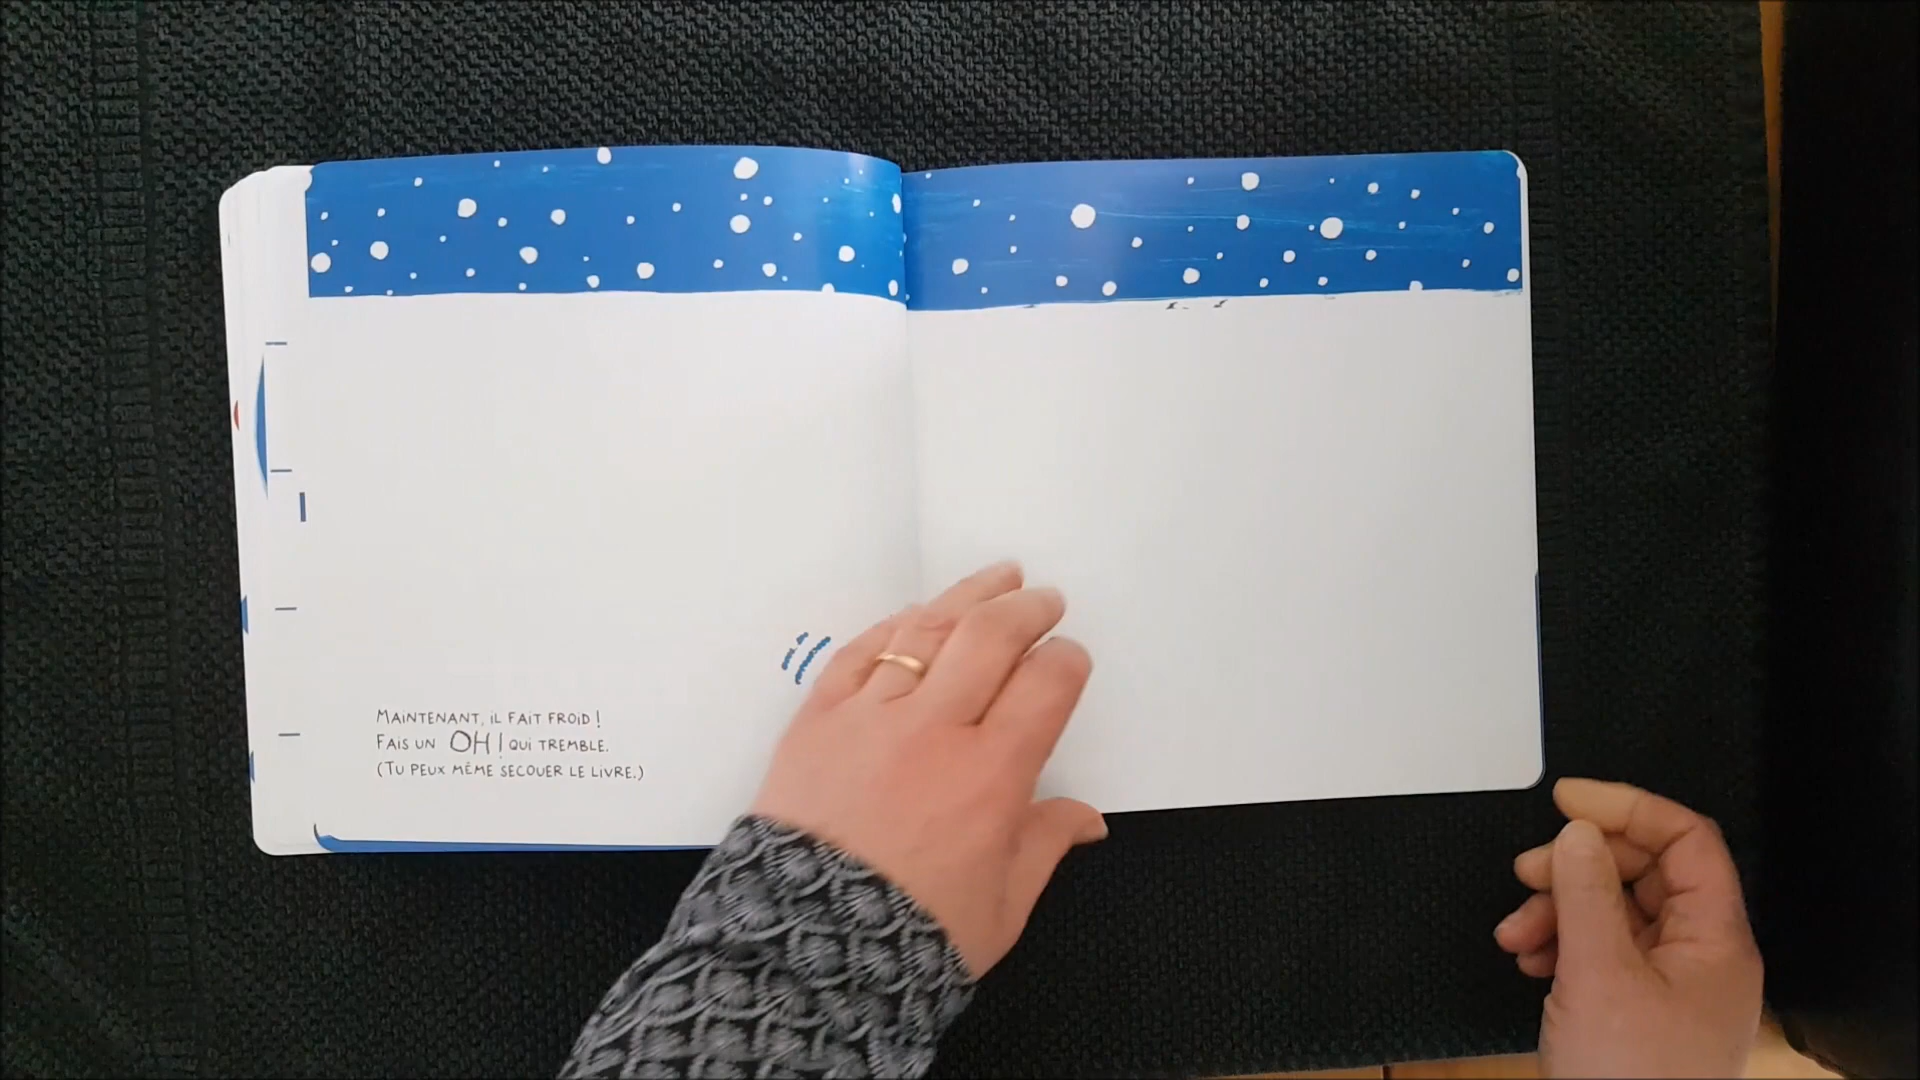 MAINTENANT, IL FAIT FROID !
FAIS UN OH ! QUI TREMBLE.
(TU PEUX MÊME SECOUER LE LIVRE.)